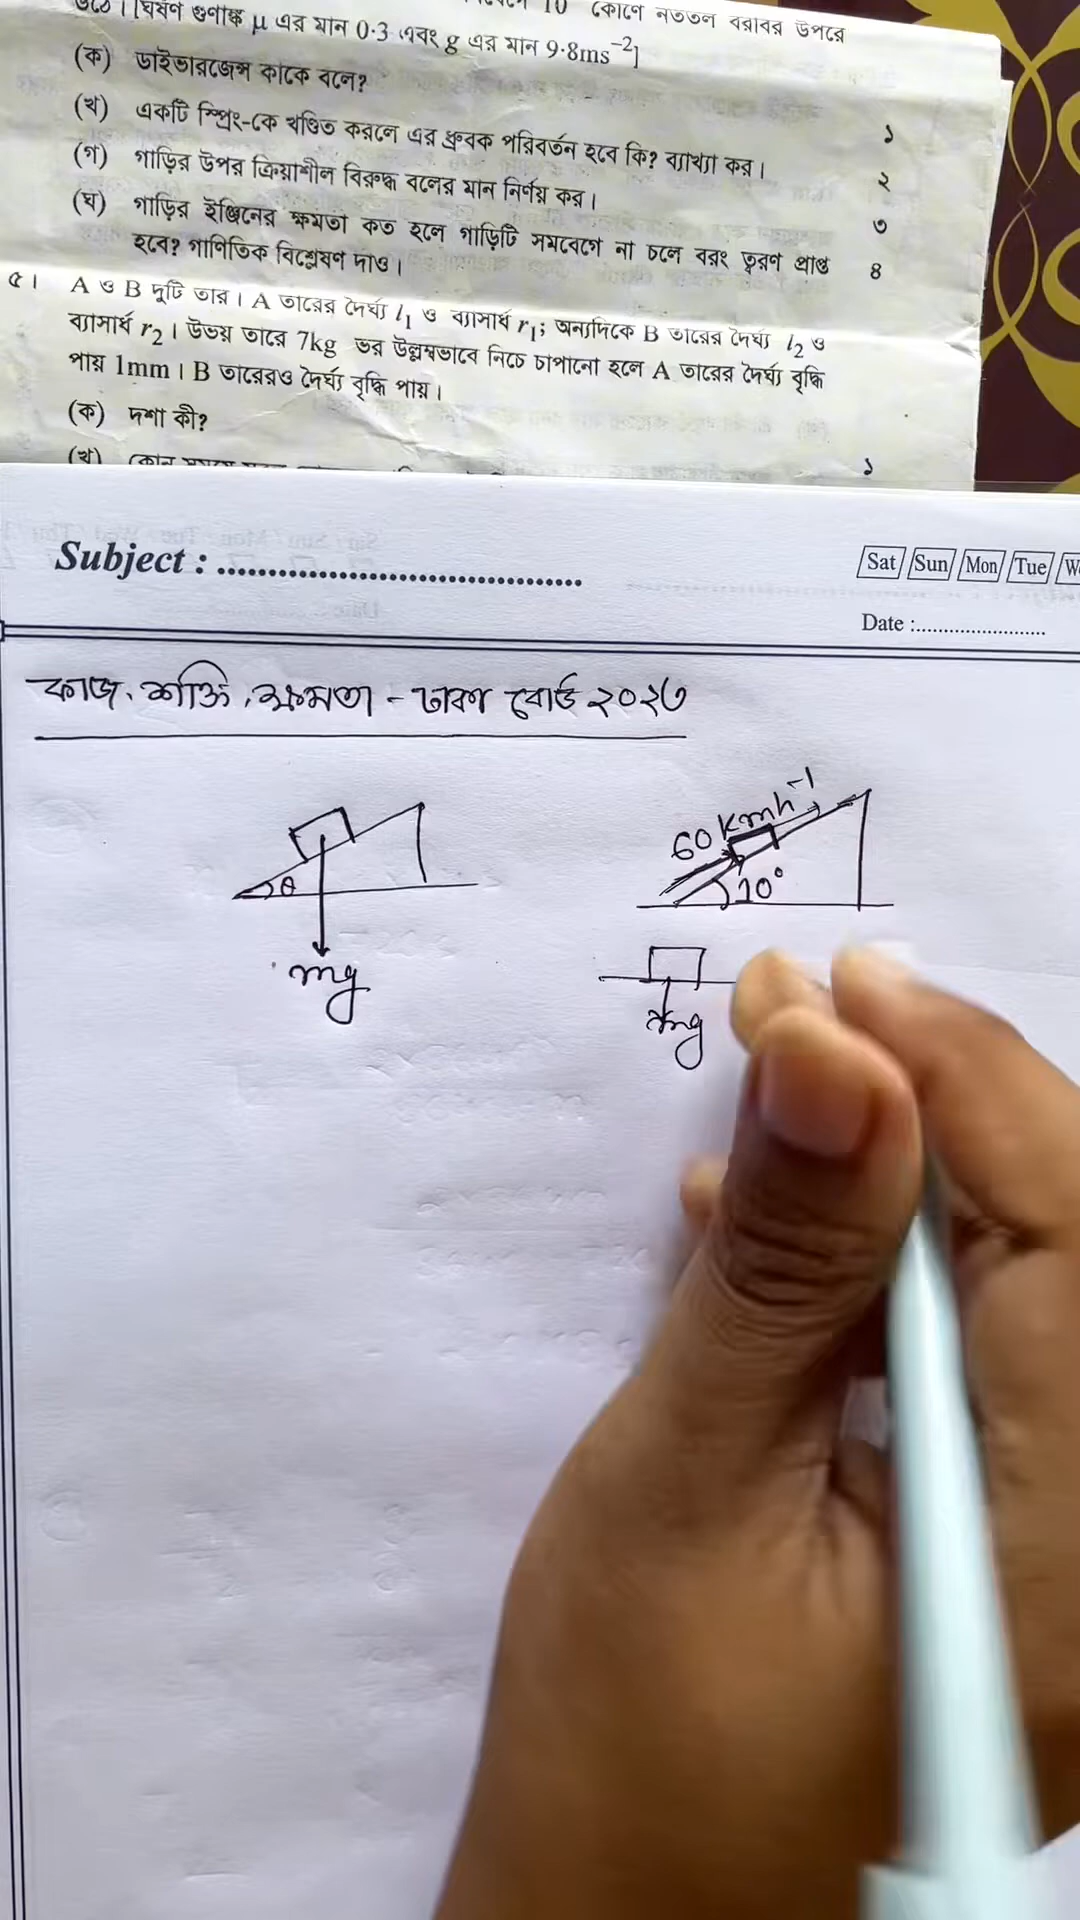 10 কোণে নততল বরাবর উপরে
ঘর্ষণ গুণাঙ্ক μ এর মান 0·3 এবং g এর মান 9·8ms⁻²]
(ক) ডাইভারজেন্স কাকে বলে? ১
(খ) একটি স্প্রিং-কে খণ্ডিত করলে এর ধ্রুবক পরিবর্তন হবে কি? ব্যাখ্যা কর। ২
(গ) গাড়ির উপর ক্রিয়াশীল বিরুদ্ধ বলের মান নির্ণয় কর। ৩
(ঘ) গাড়ির ইঞ্জিনের ক্ষমতা কত হলে গাড়িটি সমবেগে না চলে বরং ত্বরণ প্রাপ্ত
হবে? গাণিতিক বিশ্লেষণ দাও। ৪
৫। A ও B দুটি তার। A তারের দৈর্ঘ্য l₁ ও ব্যাসার্ধ r₁; অন্যদিকে B তারের দৈর্ঘ্য l₂ ও
ব্যাসার্ধ r₂। উভয় তারে 7kg ভর উল্লম্বভাবে নিচে চাপানো হলে A তারের দৈর্ঘ্য বৃদ্ধি
পায় 1mm। B তারেরও দৈর্ঘ্য বৃদ্ধি পায়।
(ক) দশা কী? ১
(খ)
Subject :
Sat Sun Mon Tue
Date :
কাজ, শক্তি, ক্ষমতা - ঢাকা বোর্ড ২০২৩
60 kmh⁻¹
θ
10°
mg
mg